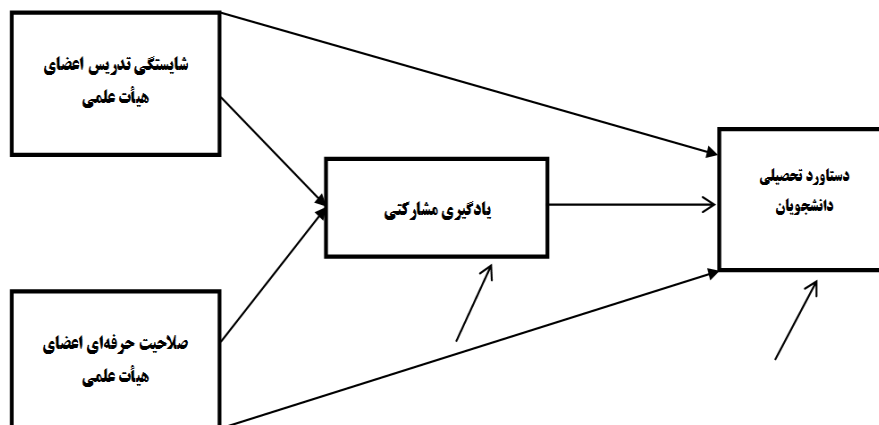 شایستگی تدریس اعضای
هیأت علمی
یادگیری مشارکتی
دستاورد تحصیلی
دانشجویان
صلاحیت حرفه‌ای اعضای
هیأت علمی